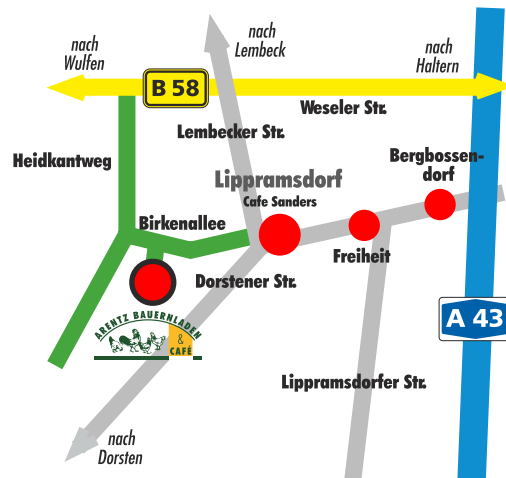 nach
Wulfen
nach
Lembeck
nach
Haltern
B 58
Weseler Str.
Lembecker Str.
Heidkantweg
Bergbossen-
dorf
Lippramsdorf
Cafe Sanders
Birkenallee
Freiheit
Dorstener Str.
ARENTZ BAUERNLADEN
&
CAFÉ
A 43
Lippramsdorfer Str.
nach
Dorsten